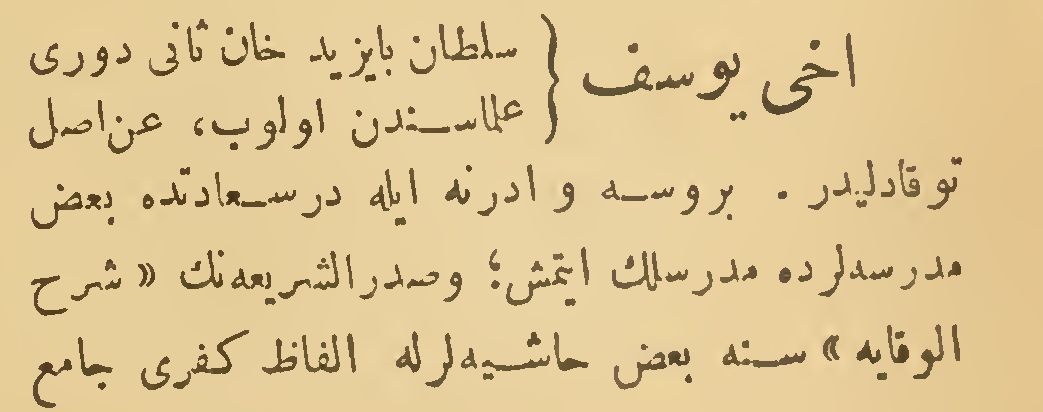 اخی یوسف { سلطان بایزید خان ثانی دوری
علماسندن اولوب، عن‌اصل
توقادلیدر . بروسه و ادرنه ایله درسعادتده بعض
مدرسه‌لرده مدرسلك ایتمش؛ وصدرالشریعه‌نك « شرح
الوقایه » سنه بعض حاشیه‌لرله الفاظ كفری جامع